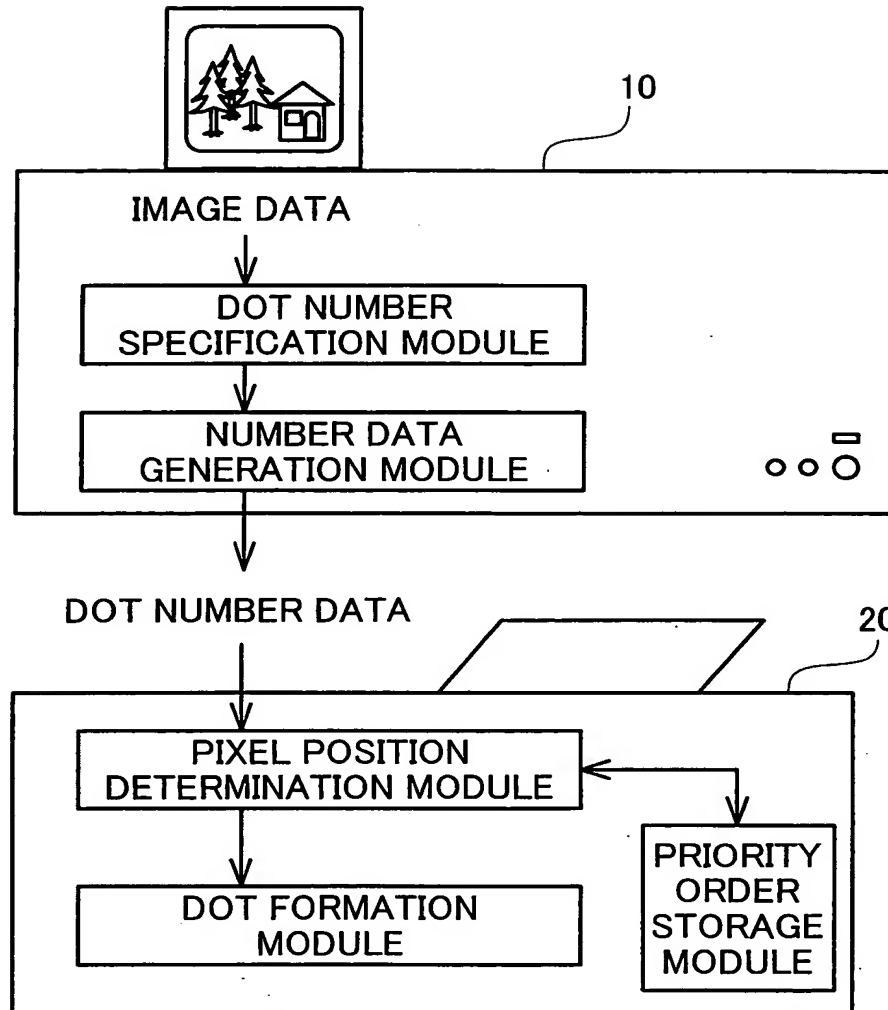 10
IMAGE DATA
DOT NUMBER
SPECIFICATION MODULE
NUMBER DATA
GENERATION MODULE
DOT NUMBER DATA
20
PIXEL POSITION
DETERMINATION MODULE
PRIORITY
ORDER
STORAGE
MODULE
DOT FORMATION
MODULE